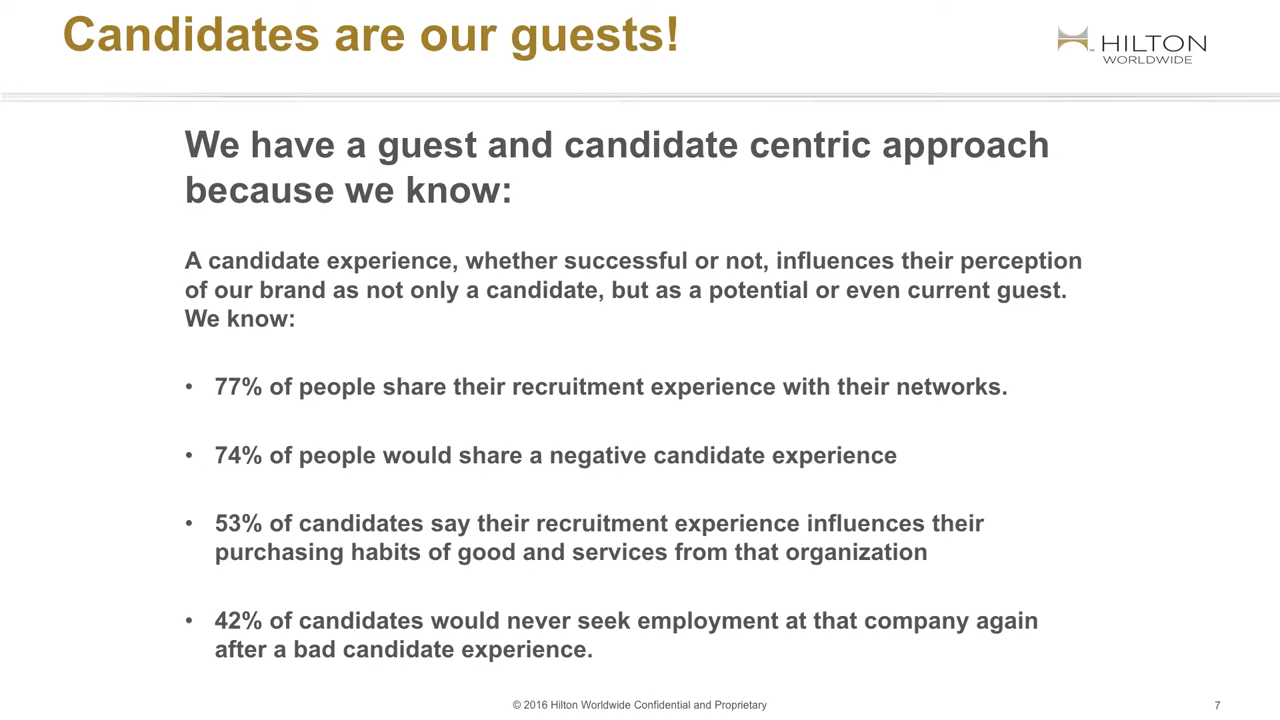 Candidates are our guests!
HILTON
WORLDWIDE
We have a guest and candidate centric approach
because we know:
A candidate experience, whether successful or not, influences their perception
of our brand as not only a candidate, but as a potential or even current guest.
We know:
• 77% of people share their recruitment experience with their networks.
• 74% of people would share a negative candidate experience
• 53% of candidates say their recruitment experience influences their
purchasing habits of good and services from that organization
• 42% of candidates would never seek employment at that company again
after a bad candidate experience.
© 2016 Hilton Worldwide Confidential and Proprietary
7